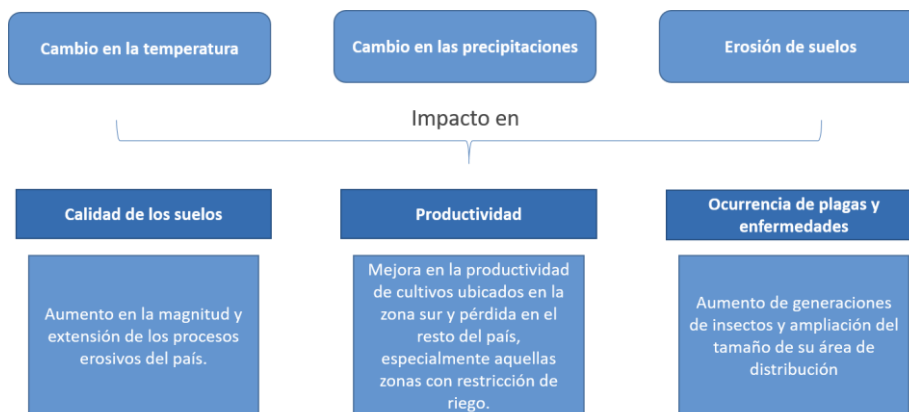 Cambio en la temperatura
Cambio en las precipitaciones
Erosión de suelos
Impacto en
Calidad de los suelos
Productividad
Ocurrencia de plagas y
enfermedades
Aumento en la magnitud y
extensión de los procesos
erosivos del país.
Mejora en la productividad
de cultivos ubicados en la
zona sur y pérdida en el
resto del país,
especialmente aquellas
zonas con restricción de
riego.
Aumento de generaciones
de insectos y ampliación del
tamaño de su área de
distribución